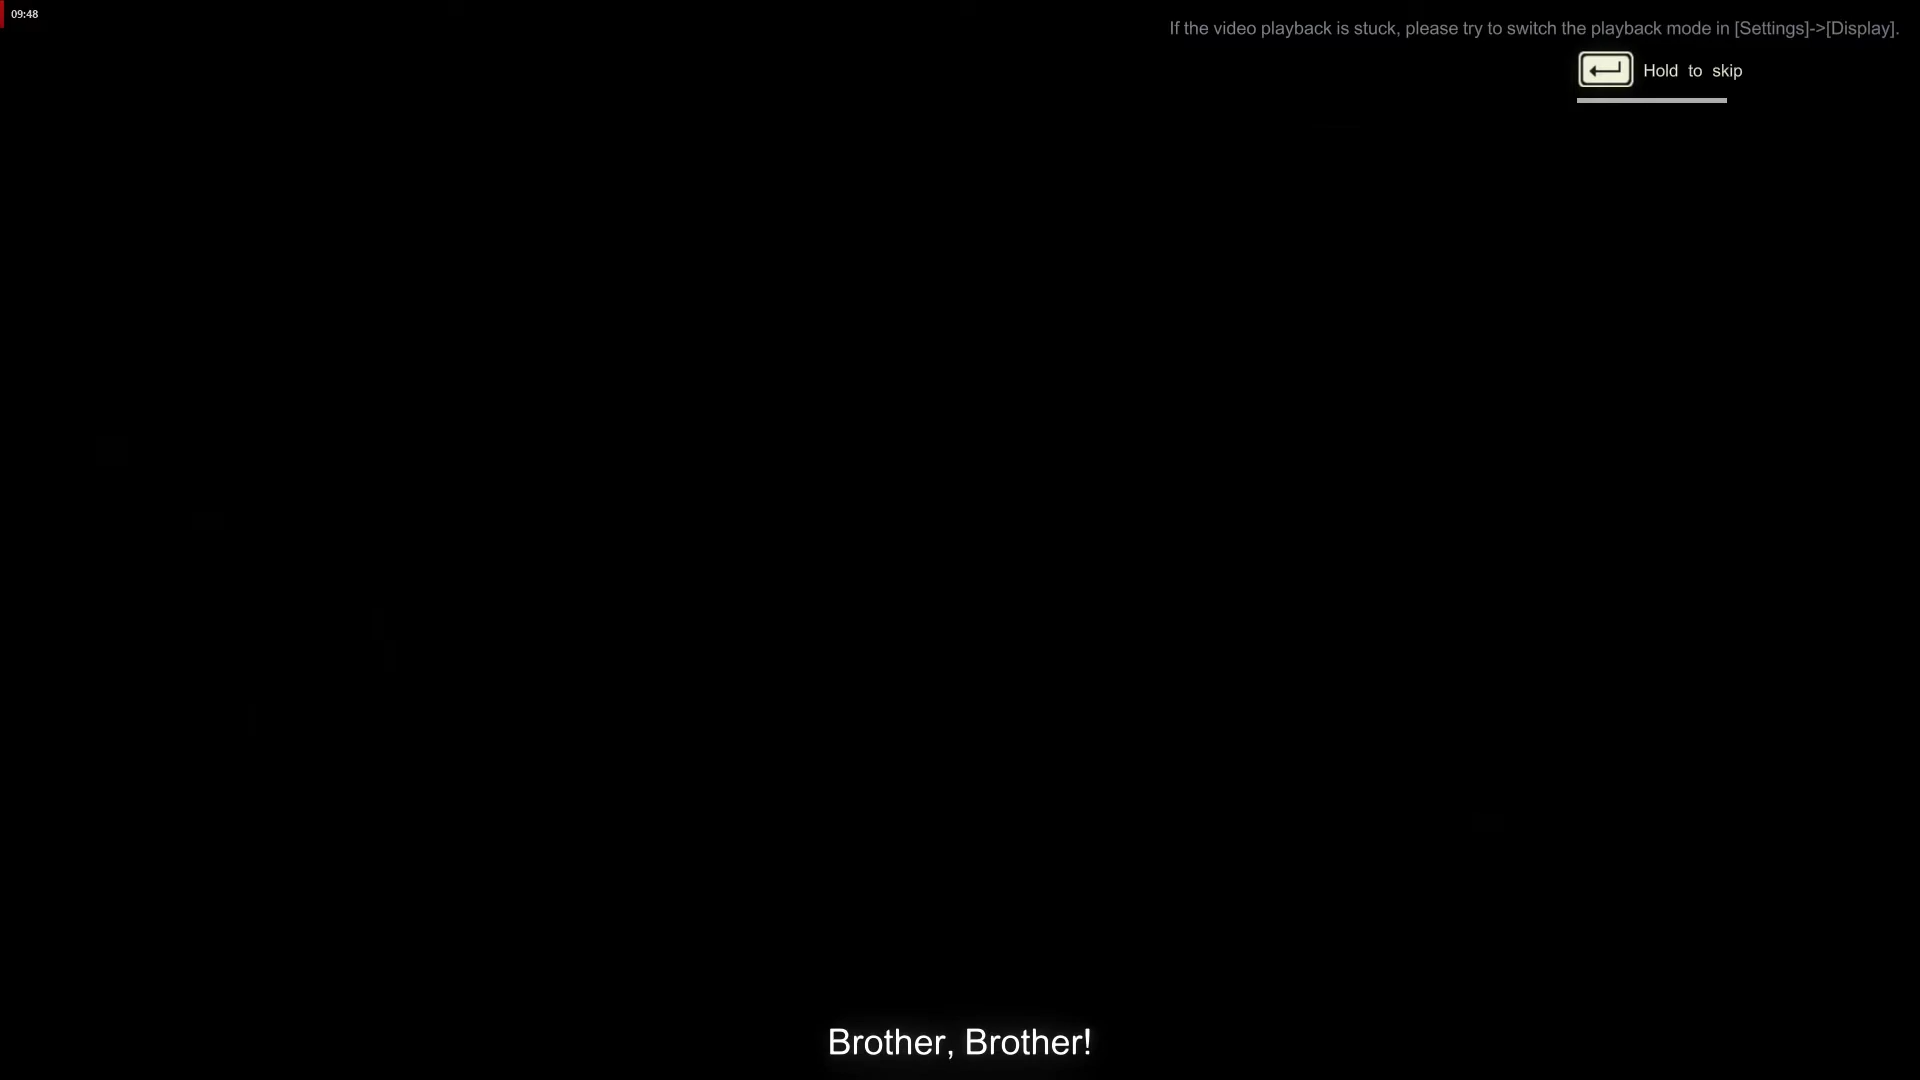 09:48
If the video playback is stuck, please try to switch the playback mode in [Settings]->[Display].
Hold to skip
Brother, Brother!